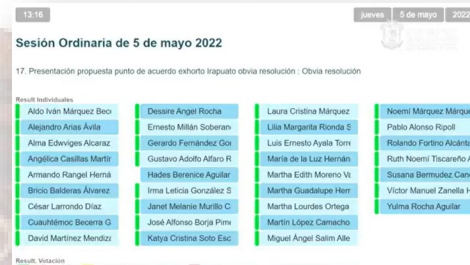 13:16
jueves 5 de mayo 2022
Sesión Ordinaria de 5 de mayo 2022
17. Presentación propuesta punto de acuerdo exhorto Irapuato obvia resolución : Obvia resolución
Result Individuales
Aldo Iván Márquez Bec
Alejandro Arias Ávila
Alma Edwviges Alcaraz
Angélica Casillas Martír
Armando Rangel Herná
Bricio Balderas Álvarez
César Larrondo Díaz
Cuauhtémoc Becerra G
David Martínez Mendiz
Dessire Angel Rocha
Ernesto Millán Soberan
Gerardo Fernández Gor
Gustavo Adolfo Alfaro R
Hades Berenice Aguilar
Irma Leticia González S
Janet Melanie Murillo C
José Alfonso Borja Pime
Katya Cristina Soto Esc
Laura Cristina Márquez
Lilia Margarita Rionda S
Luis Ernesto Ayala Torre
María de la Luz Hernán
Martha Edith Moreno Va
Martha Guadalupe Herr
Martha Lourdes Ortega
Martín López Camacho
Miguel Ángel Salim Alle
Noemí Márquez Márque
Pablo Alonso Ripoll
Rolando Fortino Alcánta
Ruth Noemí Tiscareño A
Susana Bermúdez Cano
Víctor Manuel Zanella H
Yulma Rocha Aguilar
Result. Votación